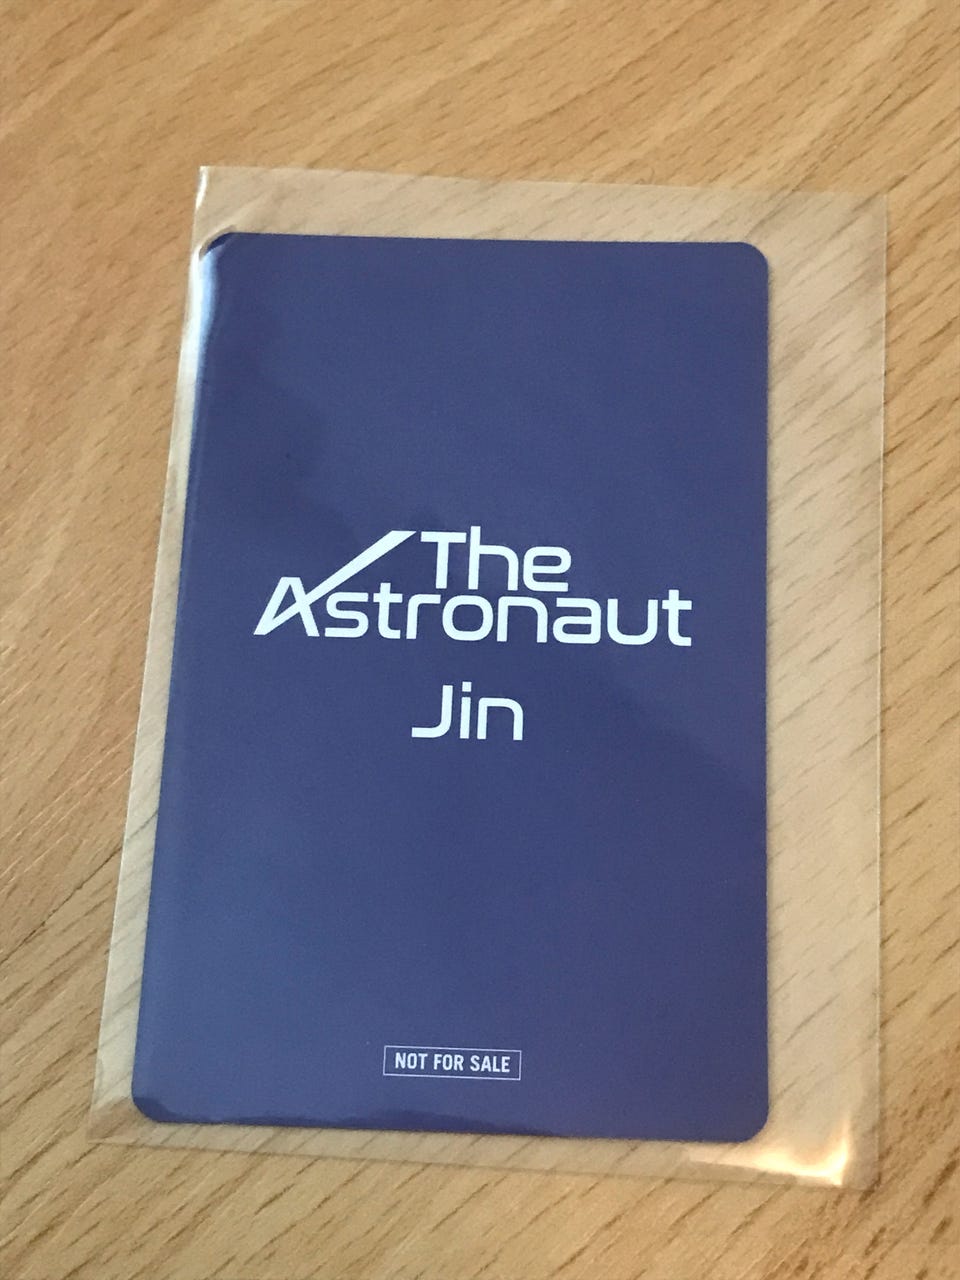 The
Astronaut
Jin
NOT FOR SALE